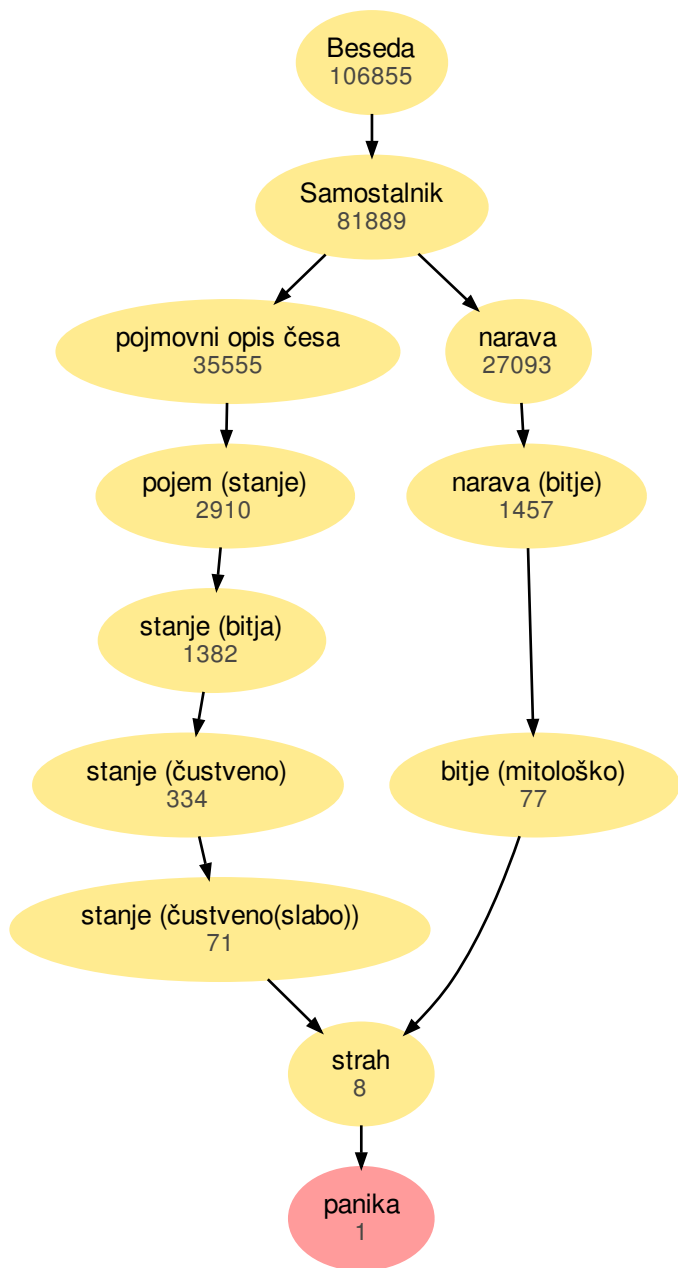 Beseda
106855
Samostalnik
81889
pojmovni opis česa
35555
narava
27093
pojem (stanje)
2910
narava (bitje)
1457
stanje (bitja)
1382
stanje (čustveno)
334
bitje (mitološko)
77
stanje (čustveno(slabo))
71
strah
8
panika
1